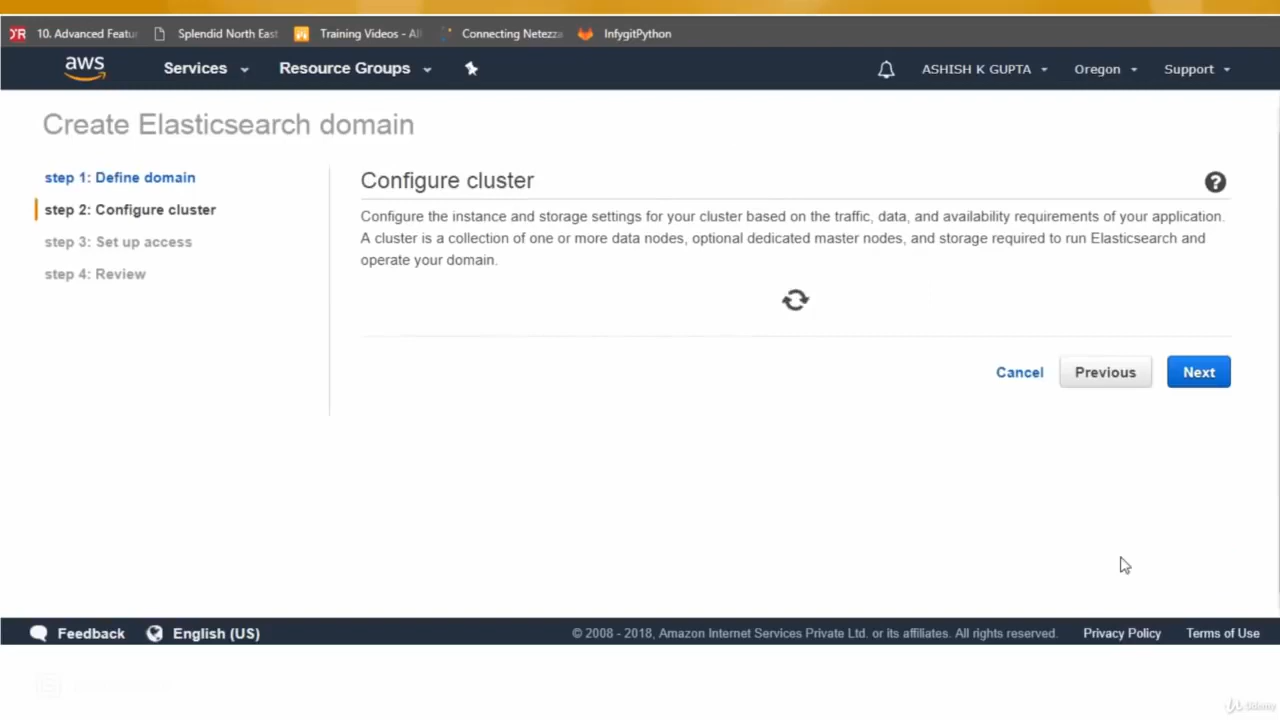 10. Advanced Featu
Splendid North East
Training Videos - Al
Connecting Netezza
InfygitPython
aws
Services
Resource Groups
ASHISH K GUPTA
Oregon
Support
Create Elasticsearch domain
step 1: Define domain
step 2: Configure cluster
step 3: Set up access
step 4: Review
Configure cluster
Configure the instance and storage settings for your cluster based on the traffic, data, and availability requirements of your application.
A cluster is a collection of one or more data nodes, optional dedicated master nodes, and storage required to run Elasticsearch and
operate your domain.
Cancel
Previous
Next
Feedback
English (US)
© 2008 - 2018, Amazon Internet Services Private Ltd. or its affiliates. All rights reserved.
Privacy Policy
Terms of Use
Udemy